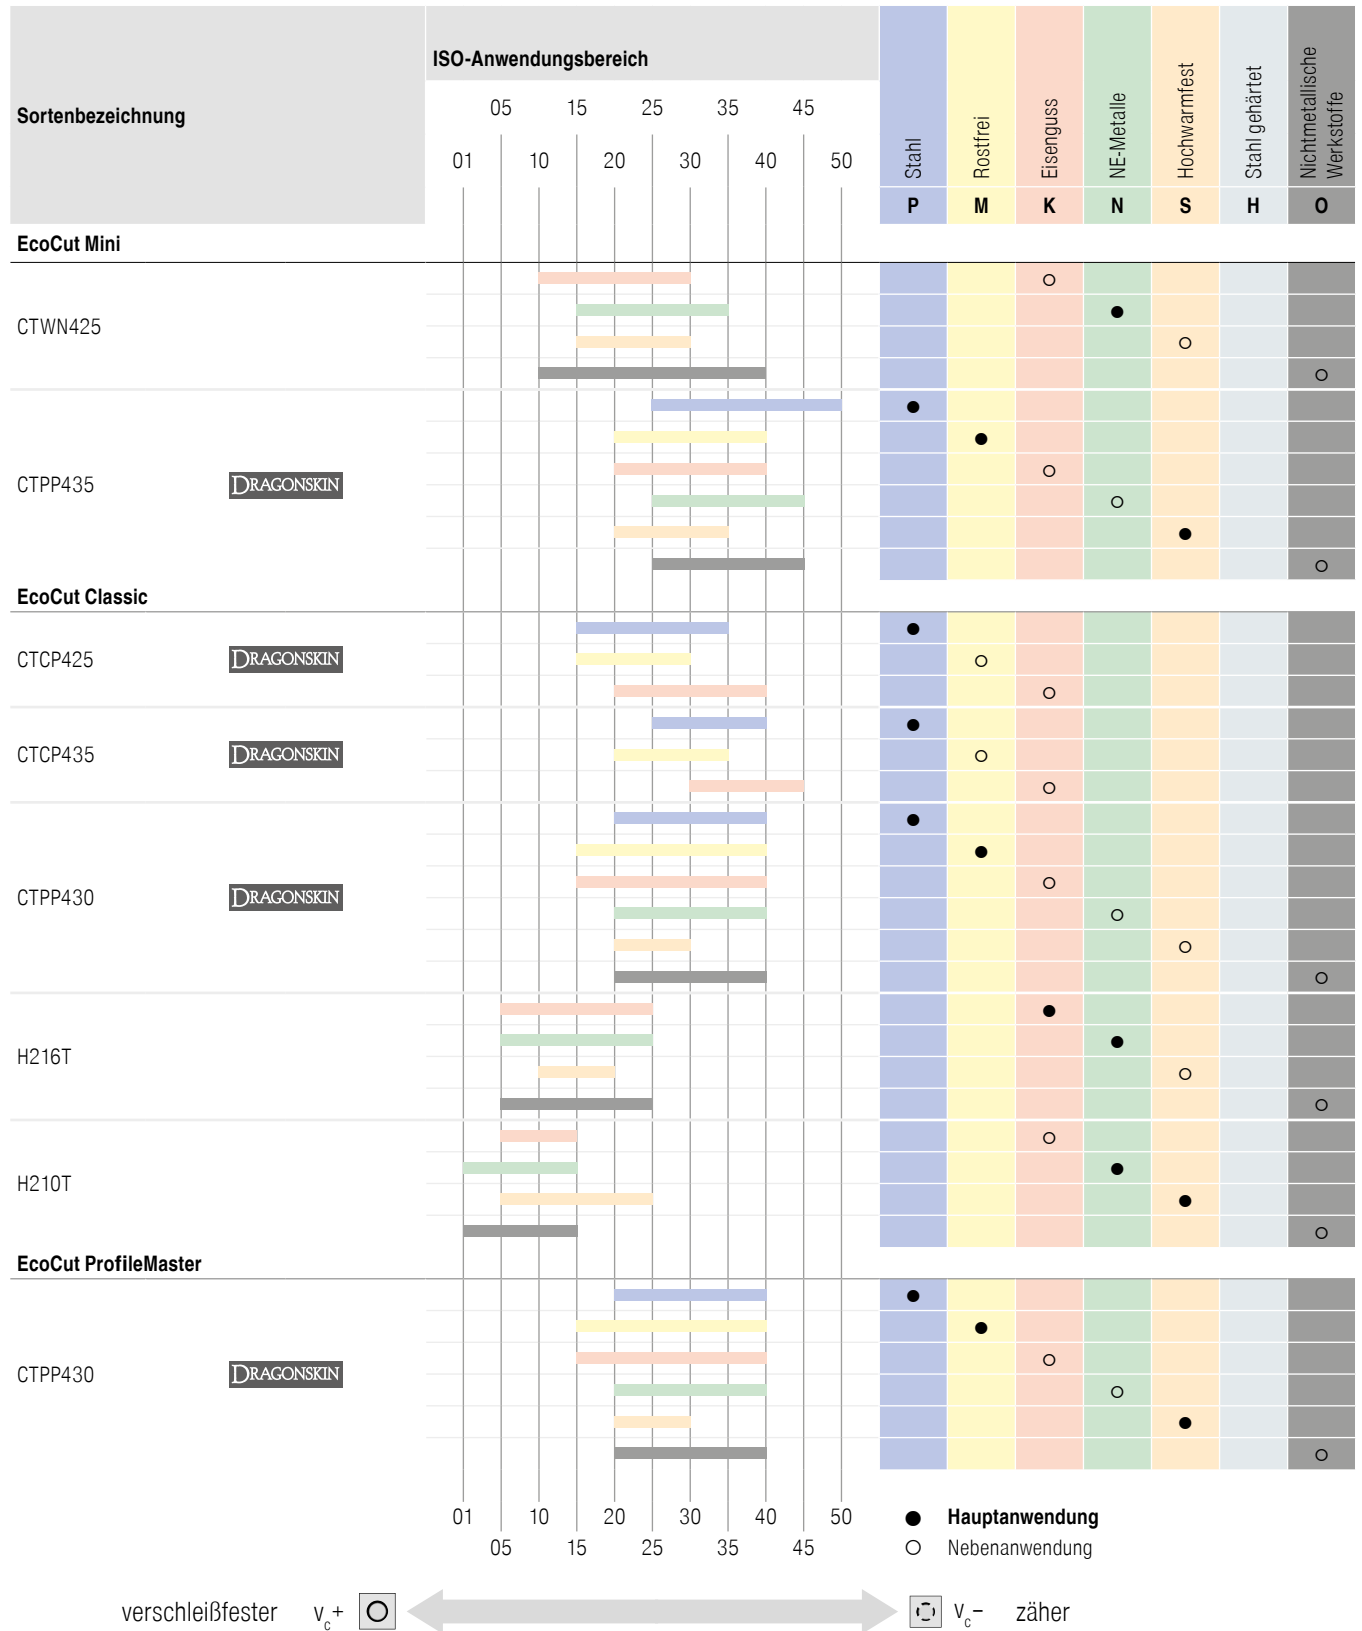 Sortenbezeichnung
ISO-Anwendungsbereich
05 15 25 35 45
01 10 20 30 40 50
Stahl
Rostfrei
Eisenguss
NE-Metalle
Hochwarmfest
Stahl gehärtet
Nichtmetallische
Werkstoffe
P M K N S H O
EcoCut Mini
CTWN425
CTPP435 DRAGONSKIN
EcoCut Classic
CTCP425 DRAGONSKIN
CTCP435 DRAGONSKIN
CTPP430 DRAGONSKIN
H216T
H210T
EcoCut ProfileMaster
CTPP430 DRAGONSKIN
01 10 20 30 40 50
05 15 25 35 45
● Hauptanwendung
○ Nebenanwendung
verschleißfester vc+ vc– zäher